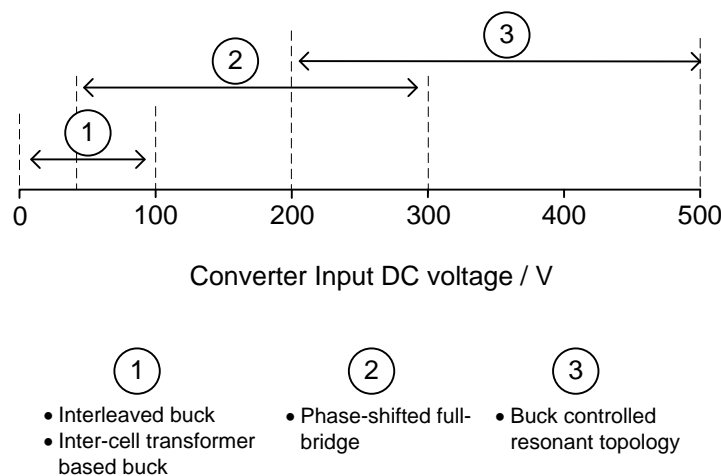 3
2
1
0 100 200 300 400 500
Converter Input DC voltage / V
1 2 3
• Interleaved buck
• Inter-cell transformer
based buck
• Phase-shifted full-
bridge
• Buck controlled
resonant topology